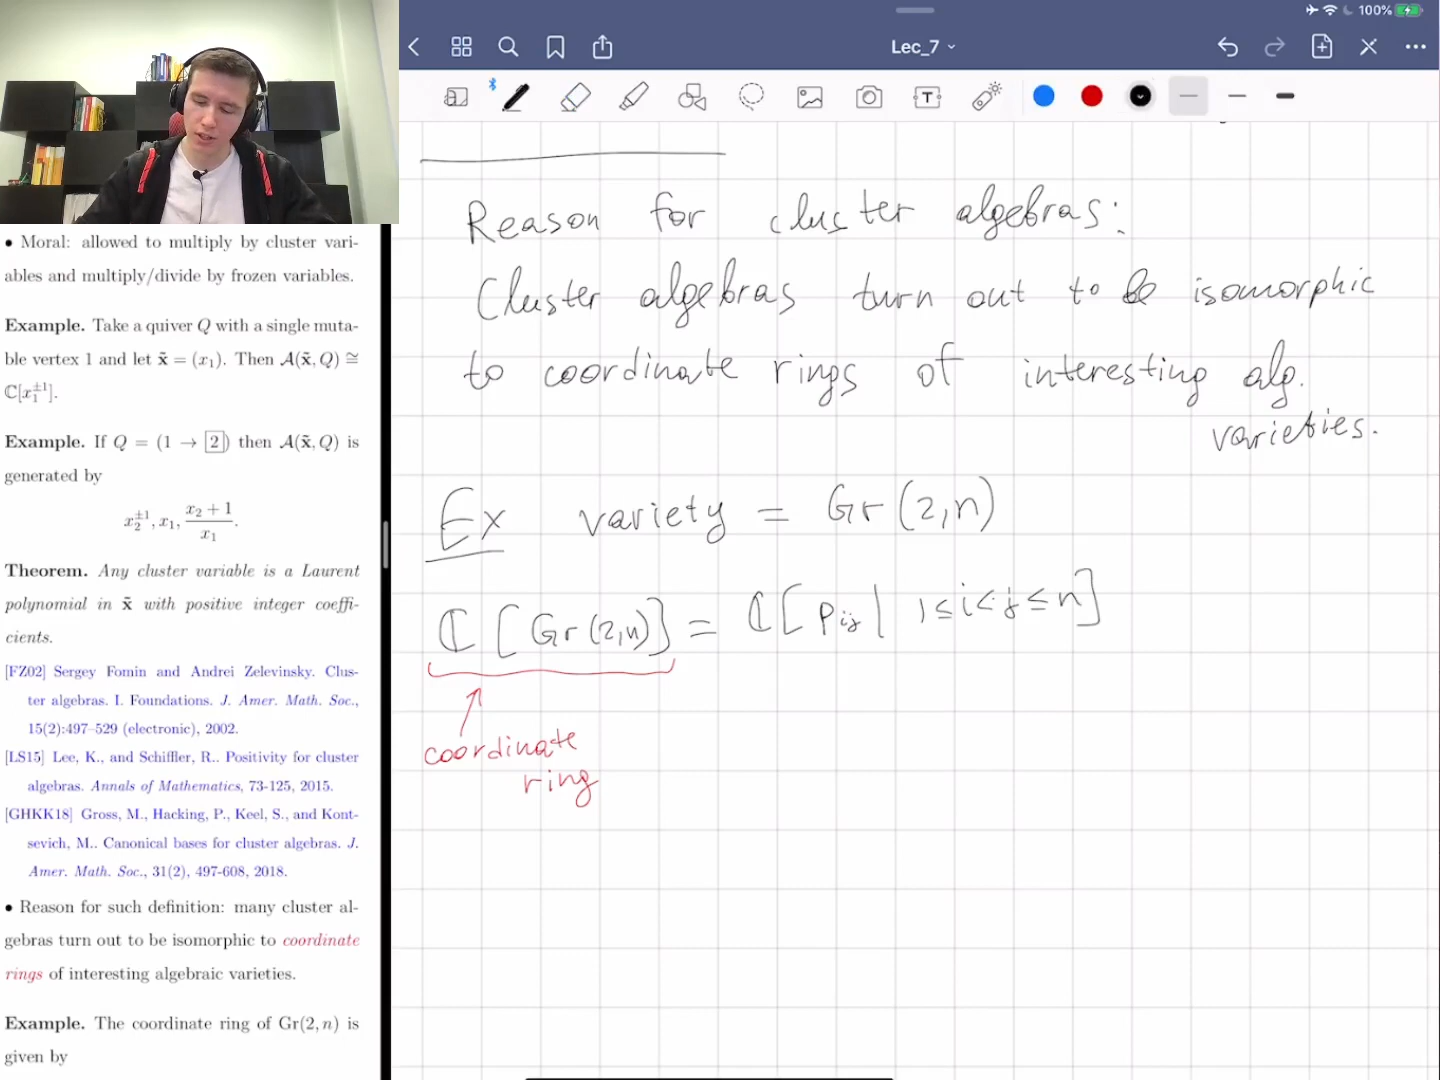 100%
Lec_7
• Moral: allowed to multiply by cluster vari-
ables and multiply/divide by frozen variables.
Example. Take a quiver Q with a single muta-
ble vertex 1 and let x̃ = (x₁). Then 𝒜(x̃, Q) ≅
ℂ[x₁^{±1}].
Example. If Q = (1 → [2]) then 𝒜(x̃, Q) is
generated by
x₂^{±1}, x₁, (x₂ + 1)/x₁.
Theorem. Any cluster variable is a Laurent
polynomial in x̃ with positive integer coeffi-
cients.
[FZ02] Sergey Fomin and Andrei Zelevinsky. Clus-
ter algebras. I. Foundations. J. Amer. Math. Soc.,
15(2):497–529 (electronic), 2002.
[LS15] Lee, K., and Schiffler, R.. Positivity for cluster
algebras. Annals of Mathematics, 73-125, 2015.
[GHKK18] Gross, M., Hacking, P., Keel, S., and Kont-
sevich, M.. Canonical bases for cluster algebras. J.
Amer. Math. Soc., 31(2), 497-608, 2018.
• Reason for such definition: many cluster al-
gebras turn out to be isomorphic to coordinate
rings of interesting algebraic varieties.
Example. The coordinate ring of Gr(2, n) is
given by
Reason for cluster algebras:
Cluster algebras turn out to be isomorphic
to coordinate rings of interesting alg.
varieties.
Ex variety = Gr(2,n)
ℂ[Gr(2,n)] = ℂ[p_{ij} | 1≤i<j≤n]
coordinate
ring